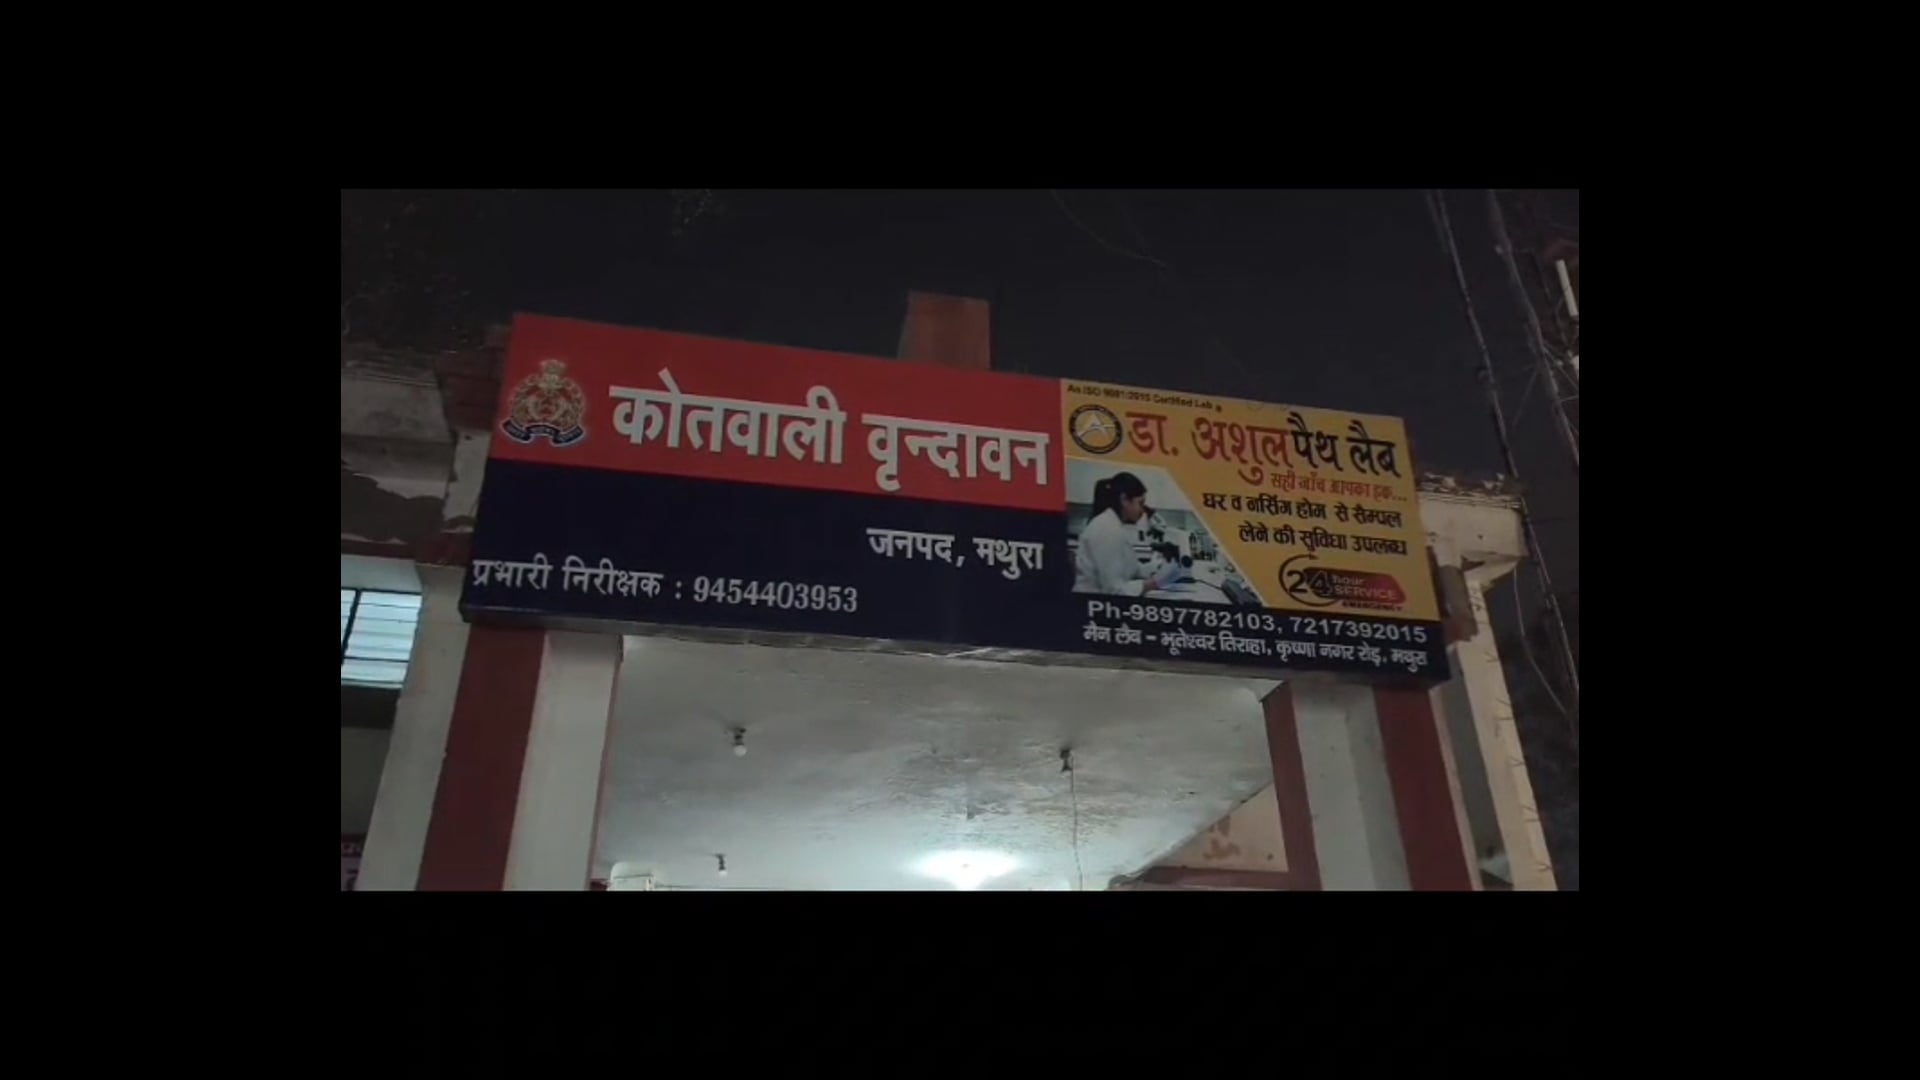 कोतवाली वृन्दावन
जनपद, मथुरा
प्रभारी निरीक्षक : 9454403953
An ISO 9001:2015 Certified Lab
डा. अशुल पैथ लैब
सही जाँच आपका हक...
घर व नर्सिग होम से सैम्पल
लेने की सुविधा उपलब्ध
24 hour
SERVICE
EMERGENCY
Ph-9897782103, 7217392015
मैन लैब - भूतेश्वर तिराहा, कृष्णा नगर रोड़, मथुरा